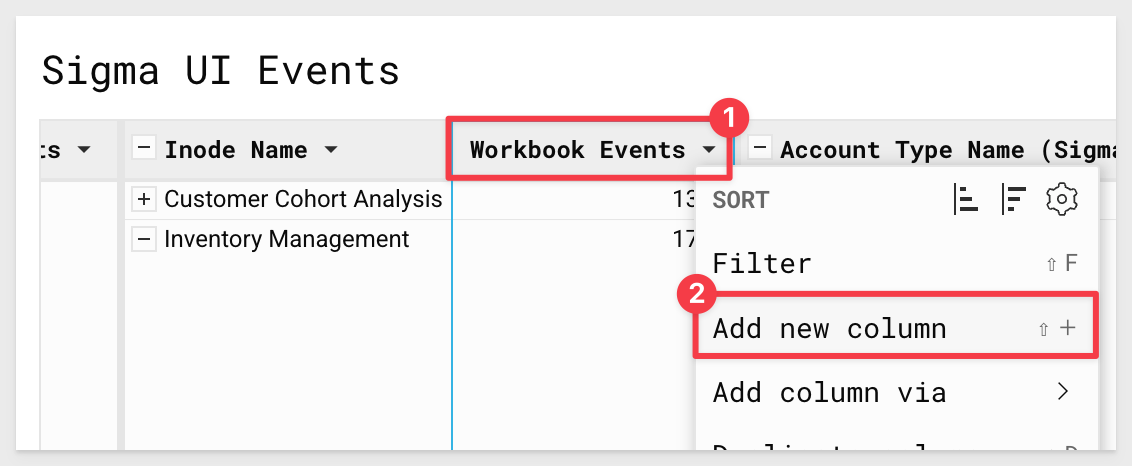 Sigma UI Events
1
ts Inode Name Workbook Events Account Type Name (Sigma
Customer Cohort Analysis 13
Inventory Management 17
SORT
Filter ⇧ F
2
Add new column ⇧ +
Add column via